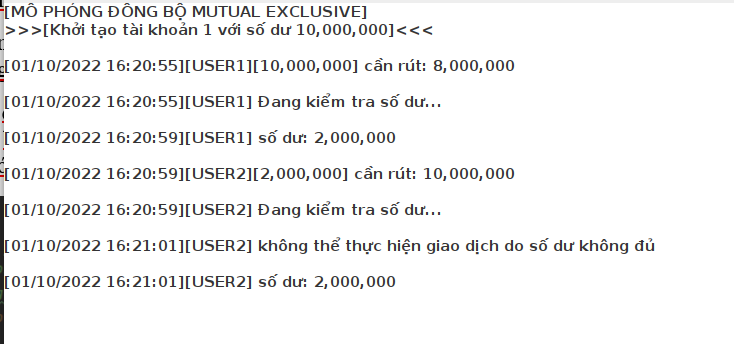 [MÔ PHỎNG ĐỒNG BỘ MUTUAL EXCLUSIVE]
>>>[Khởi tạo tài khoản 1 với số dư 10,000,000]<<<
[01/10/2022 16:20:55][USER1][10,000,000] cần rút: 8,000,000
[01/10/2022 16:20:55][USER1] Đang kiểm tra số dư...
[01/10/2022 16:20:59][USER1] số dư: 2,000,000
[01/10/2022 16:20:59][USER2][2,000,000] cần rút: 10,000,000
[01/10/2022 16:20:59][USER2] Đang kiểm tra số dư...
[01/10/2022 16:21:01][USER2] không thể thực hiện giao dịch do số dư không đủ
[01/10/2022 16:21:01][USER2] số dư: 2,000,000